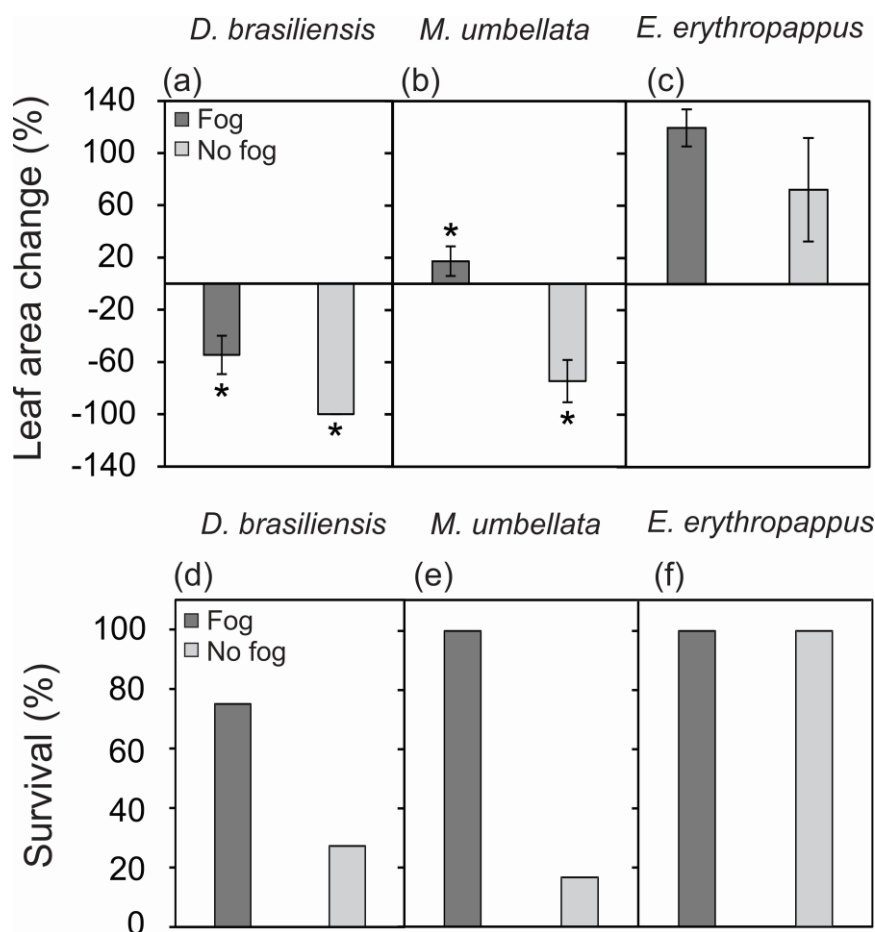 D. brasiliensis M. umbellata E. erythropappus
(a) (b) (c)
Leaf area change (%)
140
100
60
20
-20
-60
-100
-140
Fog
No fog
*
*
*
*
D. brasiliensis M. umbellata E. erythropappus
(d) (e) (f)
Survival (%)
100
80
60
40
20
0
Fog
No fog